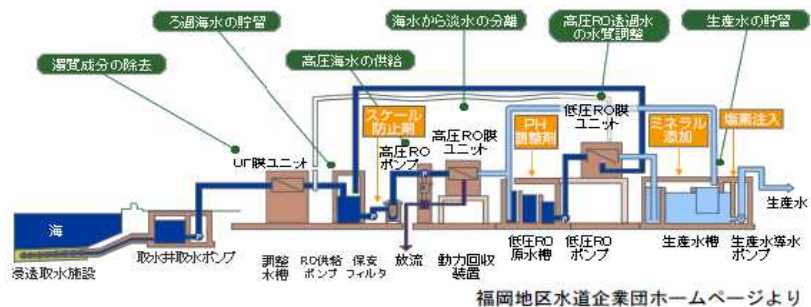 ろ過海水の貯留
海水から淡水の分離
高圧RO透過水
の水質調整
生産水の貯留
濁質成分の除去
高圧海水の供給
スケール
防止剤
高圧RO
ポンプ
高圧RO膜
ユニット
PH
調整剤
低圧RO膜
ユニット
ミネラル
添加
塩素注入
UF膜ユニット
海
生産水
浸透取水施設
取水井取水ポンプ
調整
水槽
RO供給
ポンプ
保安
フィルタ
放流
動力回収
装置
低圧RO
原水槽
低圧RO
ポンプ
生産水槽
生産水導水
ポンプ
福岡地区水道企業団ホームページより